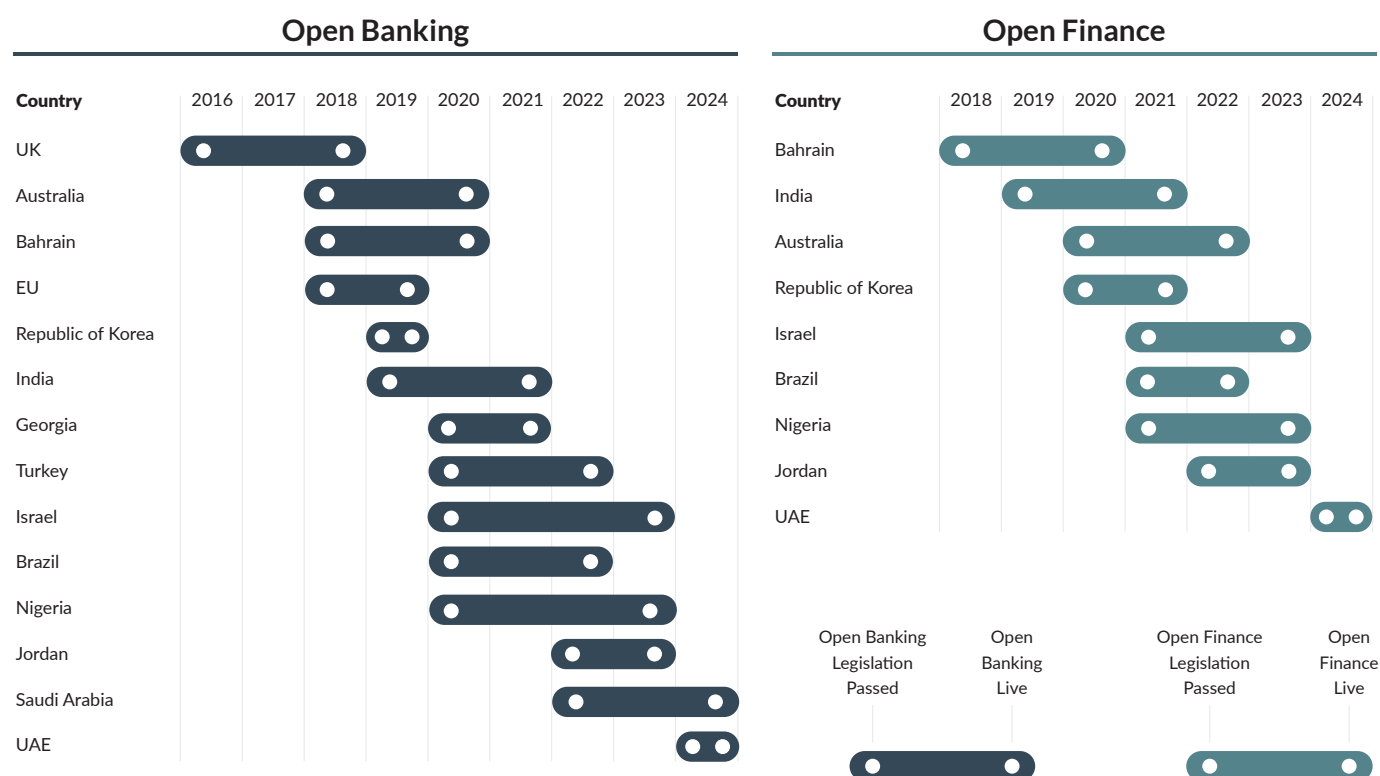 Open Banking
Country 2016 2017 2018 2019 2020 2021 2022 2023 2024
UK
Australia
Bahrain
EU
Republic of Korea
India
Georgia
Turkey
Israel
Brazil
Nigeria
Jordan
Saudi Arabia
UAE
Open Finance
Country 2018 2019 2020 2021 2022 2023 2024
Bahrain
India
Australia
Republic of Korea
Israel
Brazil
Nigeria
Jordan
UAE
Open Banking
Legislation
Passed
Open
Banking
Live
Open Finance
Legislation
Passed
Open
Finance
Live